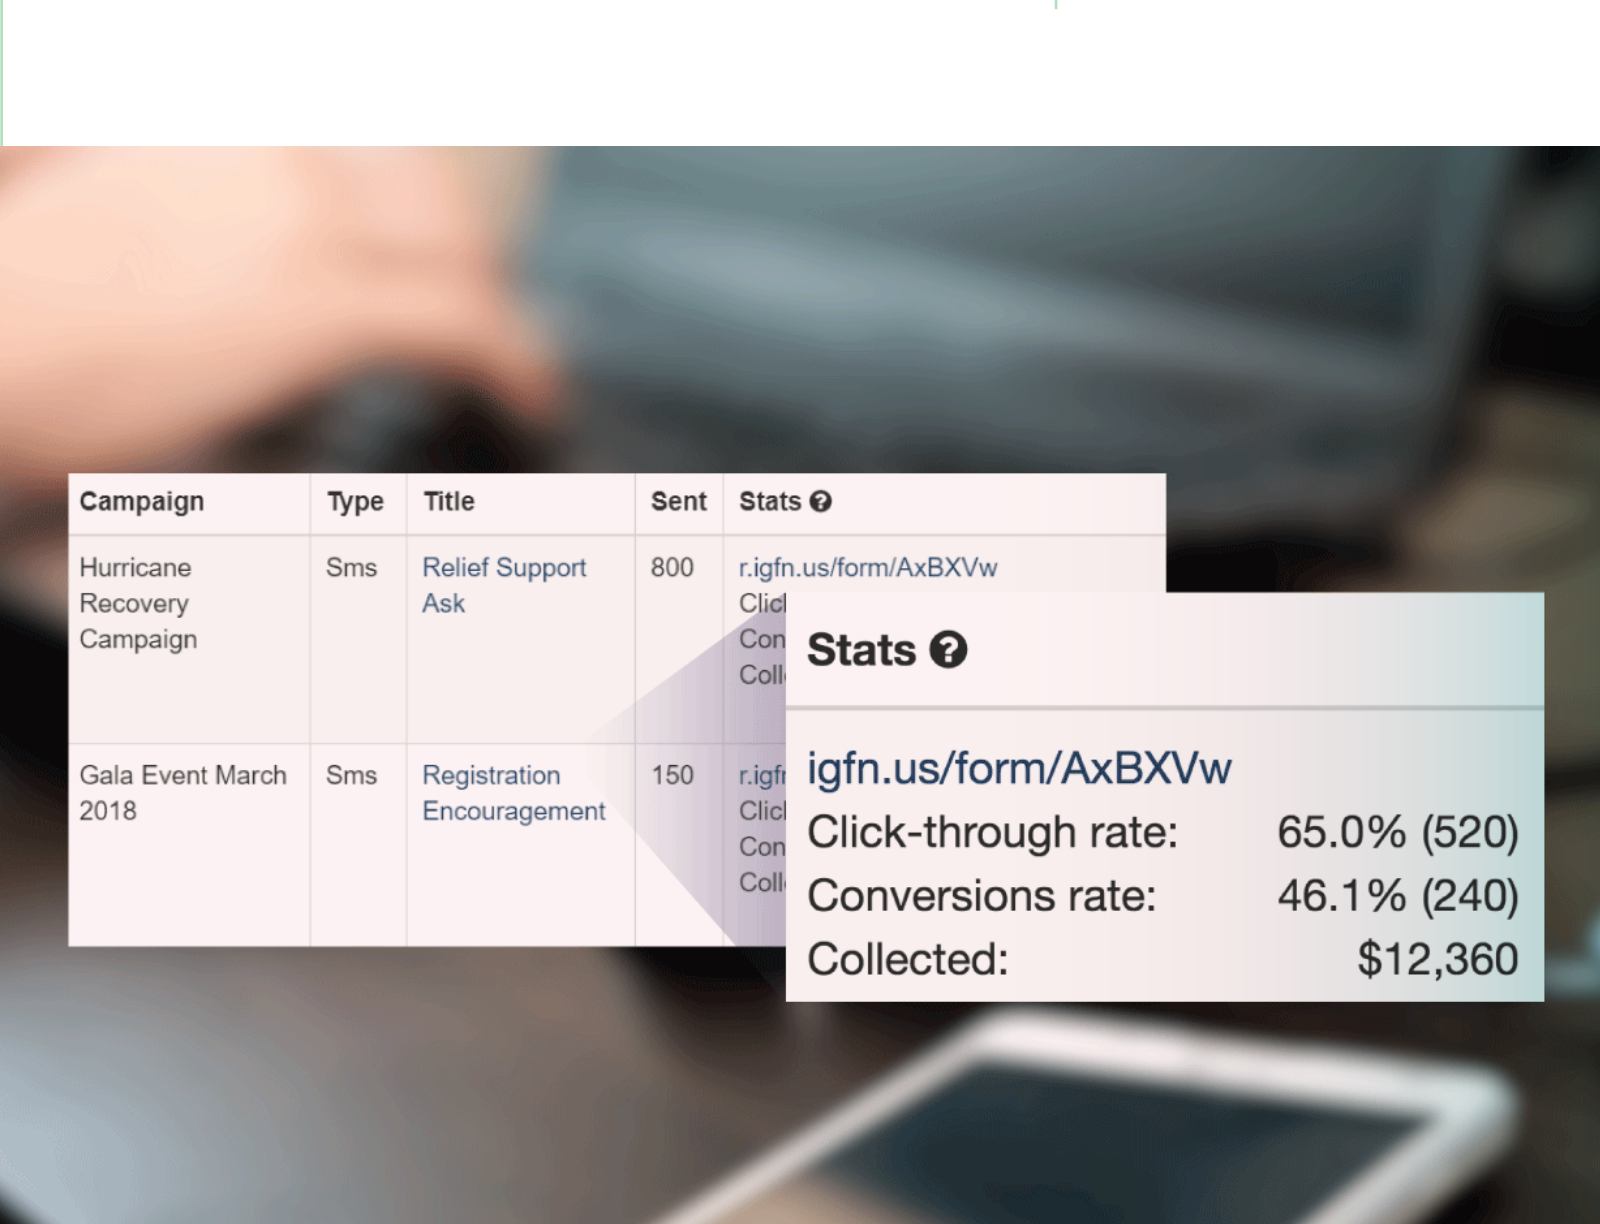 Campaign Type Title Sent Stats ?
Hurricane Sms Relief Support 800 r.igfn.us/form/AxBXVw
Recovery Ask
Campaign
Gala Event March Sms Registration 150
2018 Encouragement
Stats ?
igfn.us/form/AxBXVw
Click-through rate: 65.0% (520)
Conversions rate: 46.1% (240)
Collected: $12,360